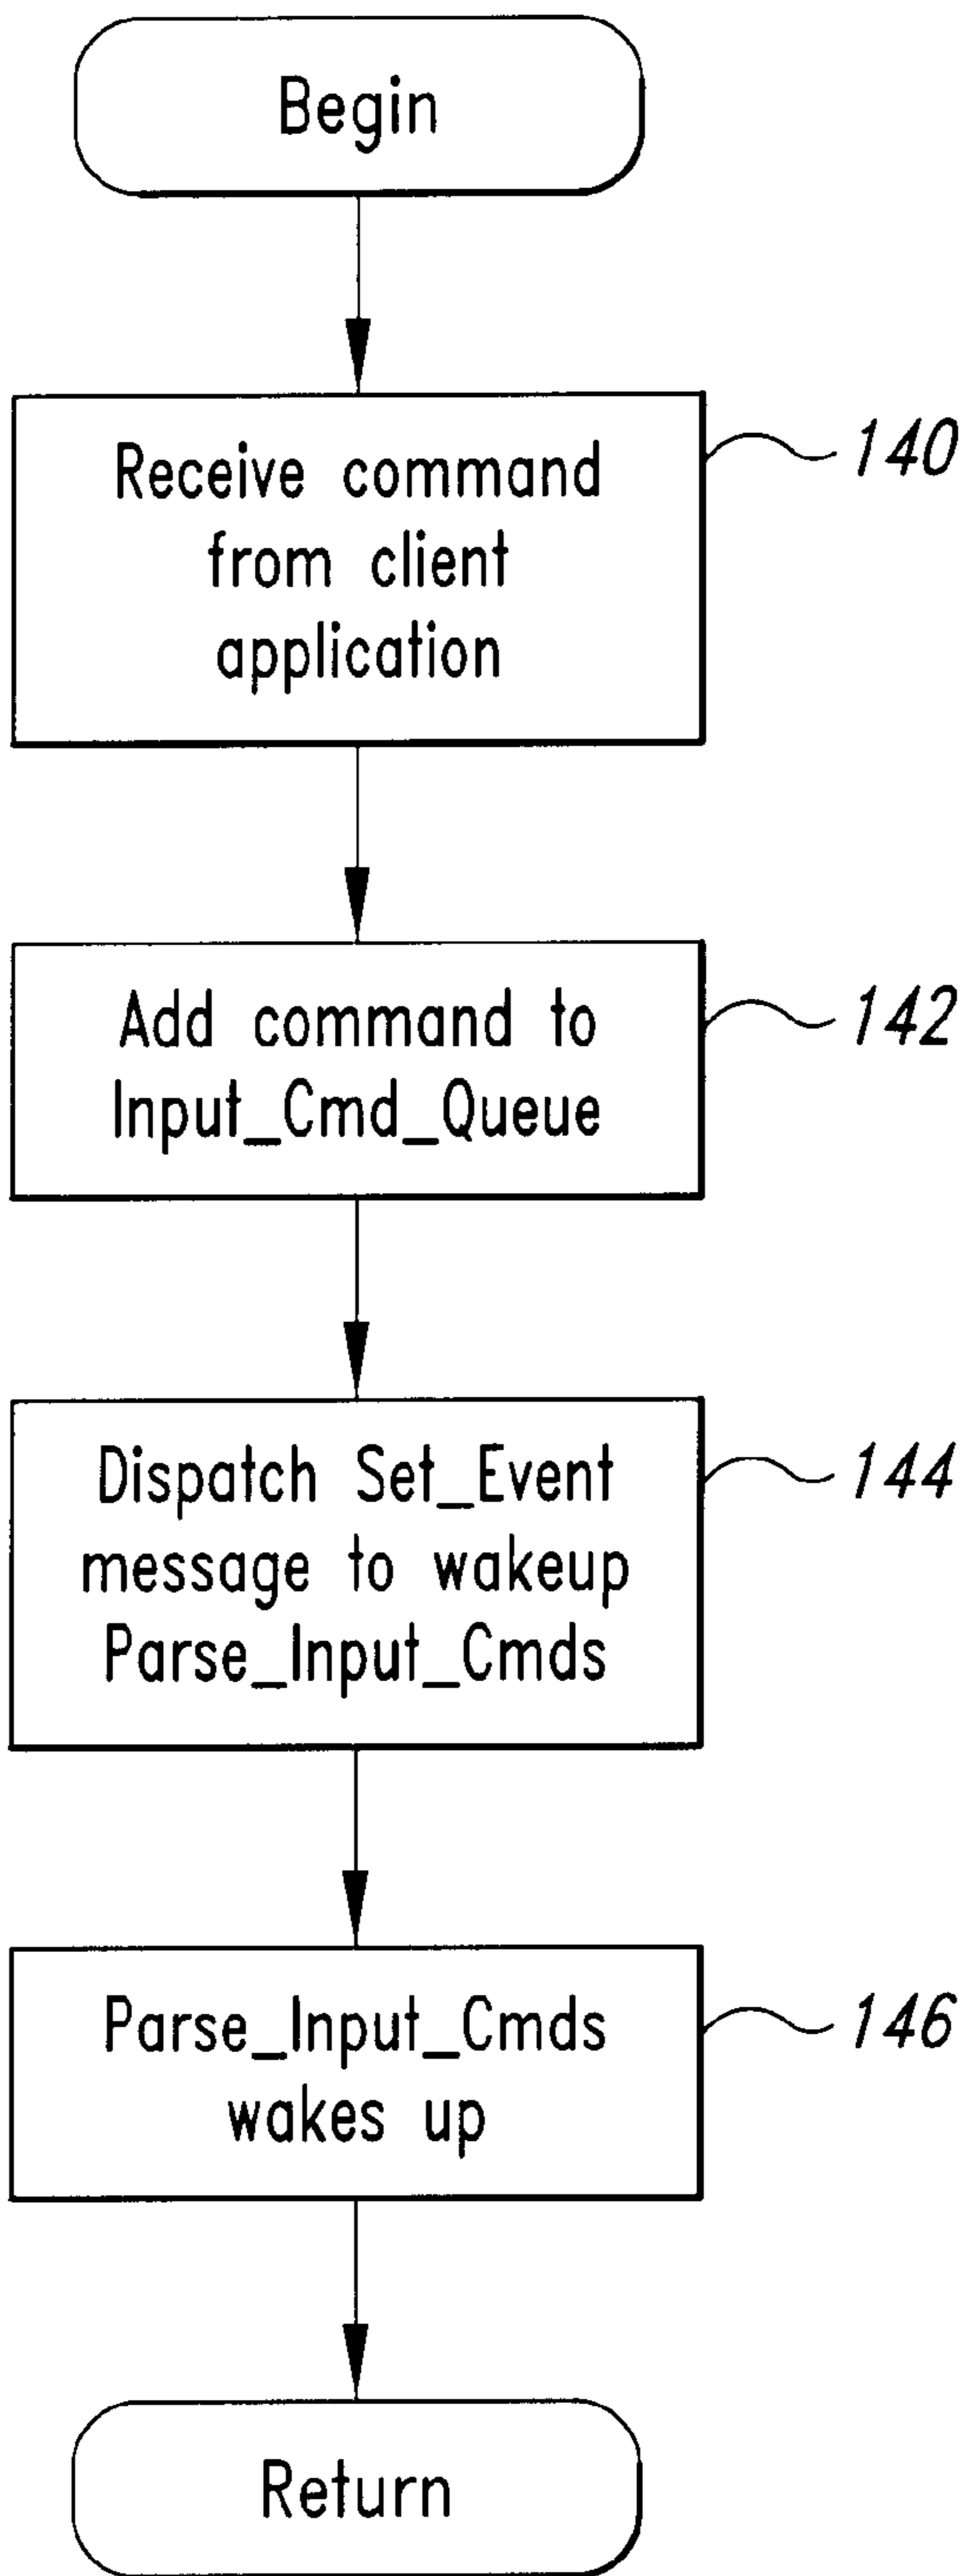 Begin
Receive command
from client
application
140
Add command to
Input_Cmd_Queue
142
Dispatch Set_Event
message to wakeup
Parse_Input_Cmds
144
Parse_Input_Cmds
wakes up
146
Return